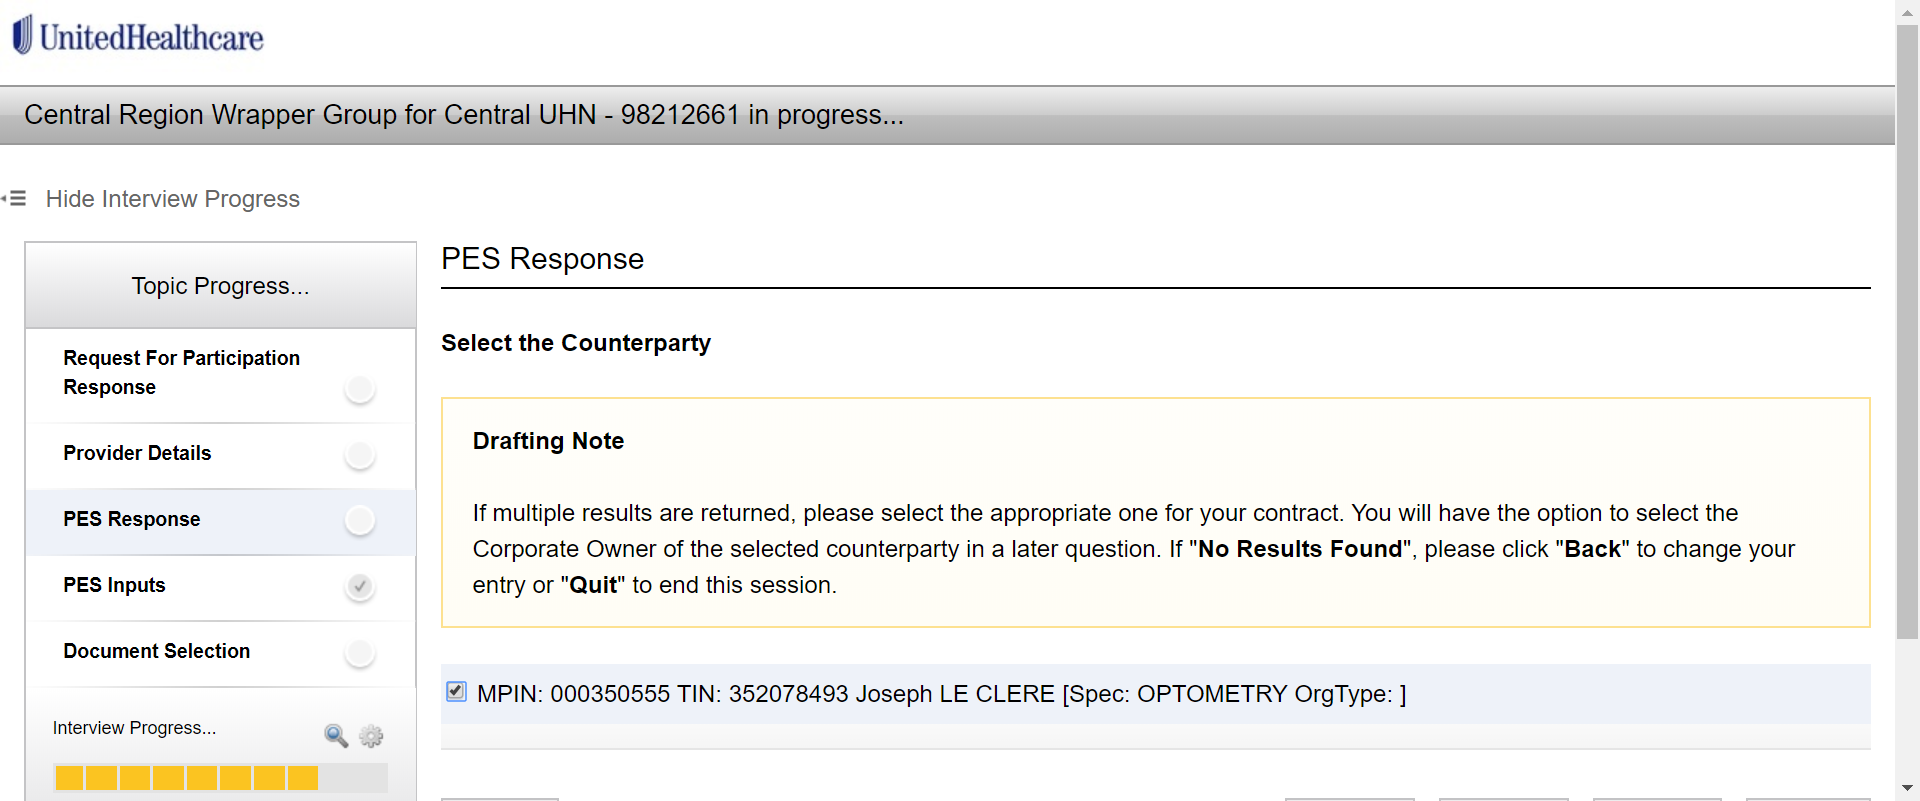 UnitedHealthcare
Central Region Wrapper Group for Central UHN - 98212661 in progress...
Hide Interview Progress
Topic Progress...
Request For Participation
Response
Provider Details
PES Response
PES Inputs
Document Selection
Interview Progress...
PES Response
Select the Counterparty
Drafting Note
If multiple results are returned, please select the appropriate one for your contract. You will have the option to select the
Corporate Owner of the selected counterparty in a later question. If "No Results Found", please click "Back" to change your
entry or "Quit" to end this session.
MPIN: 000350555 TIN: 352078493 Joseph LE CLERE [Spec: OPTOMETRY OrgType: ]